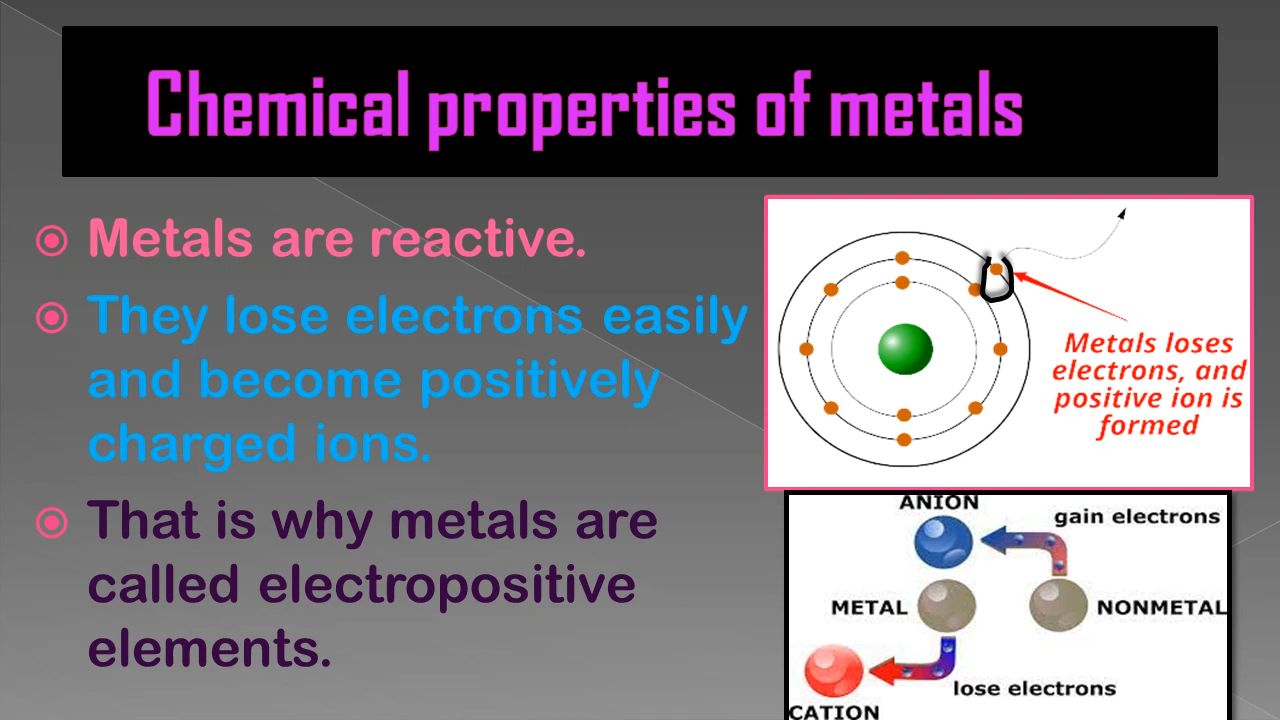 Chemical properties of metals
Metals are reactive.
They lose electrons easily
and become positively
charged ions.
That is why metals are
called electropositive
elements.
Metals loses
electrons, and
positive ion is
formed
ANION
gain electrons
METAL
NONMETAL
lose electrons
CATION